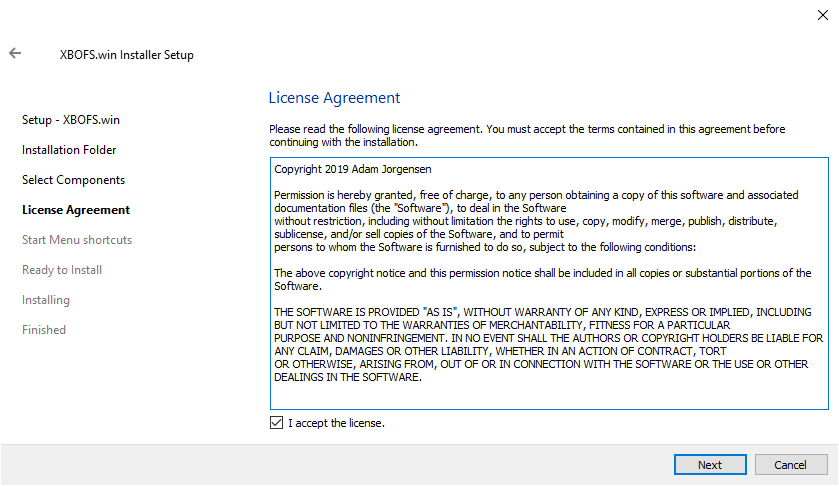 XBOFS.win Installer Setup
Setup - XBOFS.win
Installation Folder
Select Components
License Agreement
Start Menu shortcuts
Ready to Install
Installing
Finished
License Agreement
Please read the following license agreement. You must accept the terms contained in this agreement before
continuing with the installation.
Copyright 2019 Adam Jorgensen
Permission is hereby granted, free of charge, to any person obtaining a copy of this software and associated
documentation files (the "Software"), to deal in the Software
without restriction, including without limitation the rights to use, copy, modify, merge, publish, distribute,
sublicense, and/or sell copies of the Software, and to permit
persons to whom the Software is furnished to do so, subject to the following conditions:
The above copyright notice and this permission notice shall be included in all copies or substantial portions of the
Software.
THE SOFTWARE IS PROVIDED "AS IS", WITHOUT WARRANTY OF ANY KIND, EXPRESS OR IMPLIED, INCLUDING
BUT NOT LIMITED TO THE WARRANTIES OF MERCHANTABILITY, FITNESS FOR A PARTICULAR
PURPOSE AND NONINFRINGEMENT. IN NO EVENT SHALL THE AUTHORS OR COPYRIGHT HOLDERS BE LIABLE FOR
ANY CLAIM, DAMAGES OR OTHER LIABILITY, WHETHER IN AN ACTION OF CONTRACT, TORT
OR OTHERWISE, ARISING FROM, OUT OF OR IN CONNECTION WITH THE SOFTWARE OR THE USE OR OTHER
DEALINGS IN THE SOFTWARE.
I accept the license.
Next
Cancel